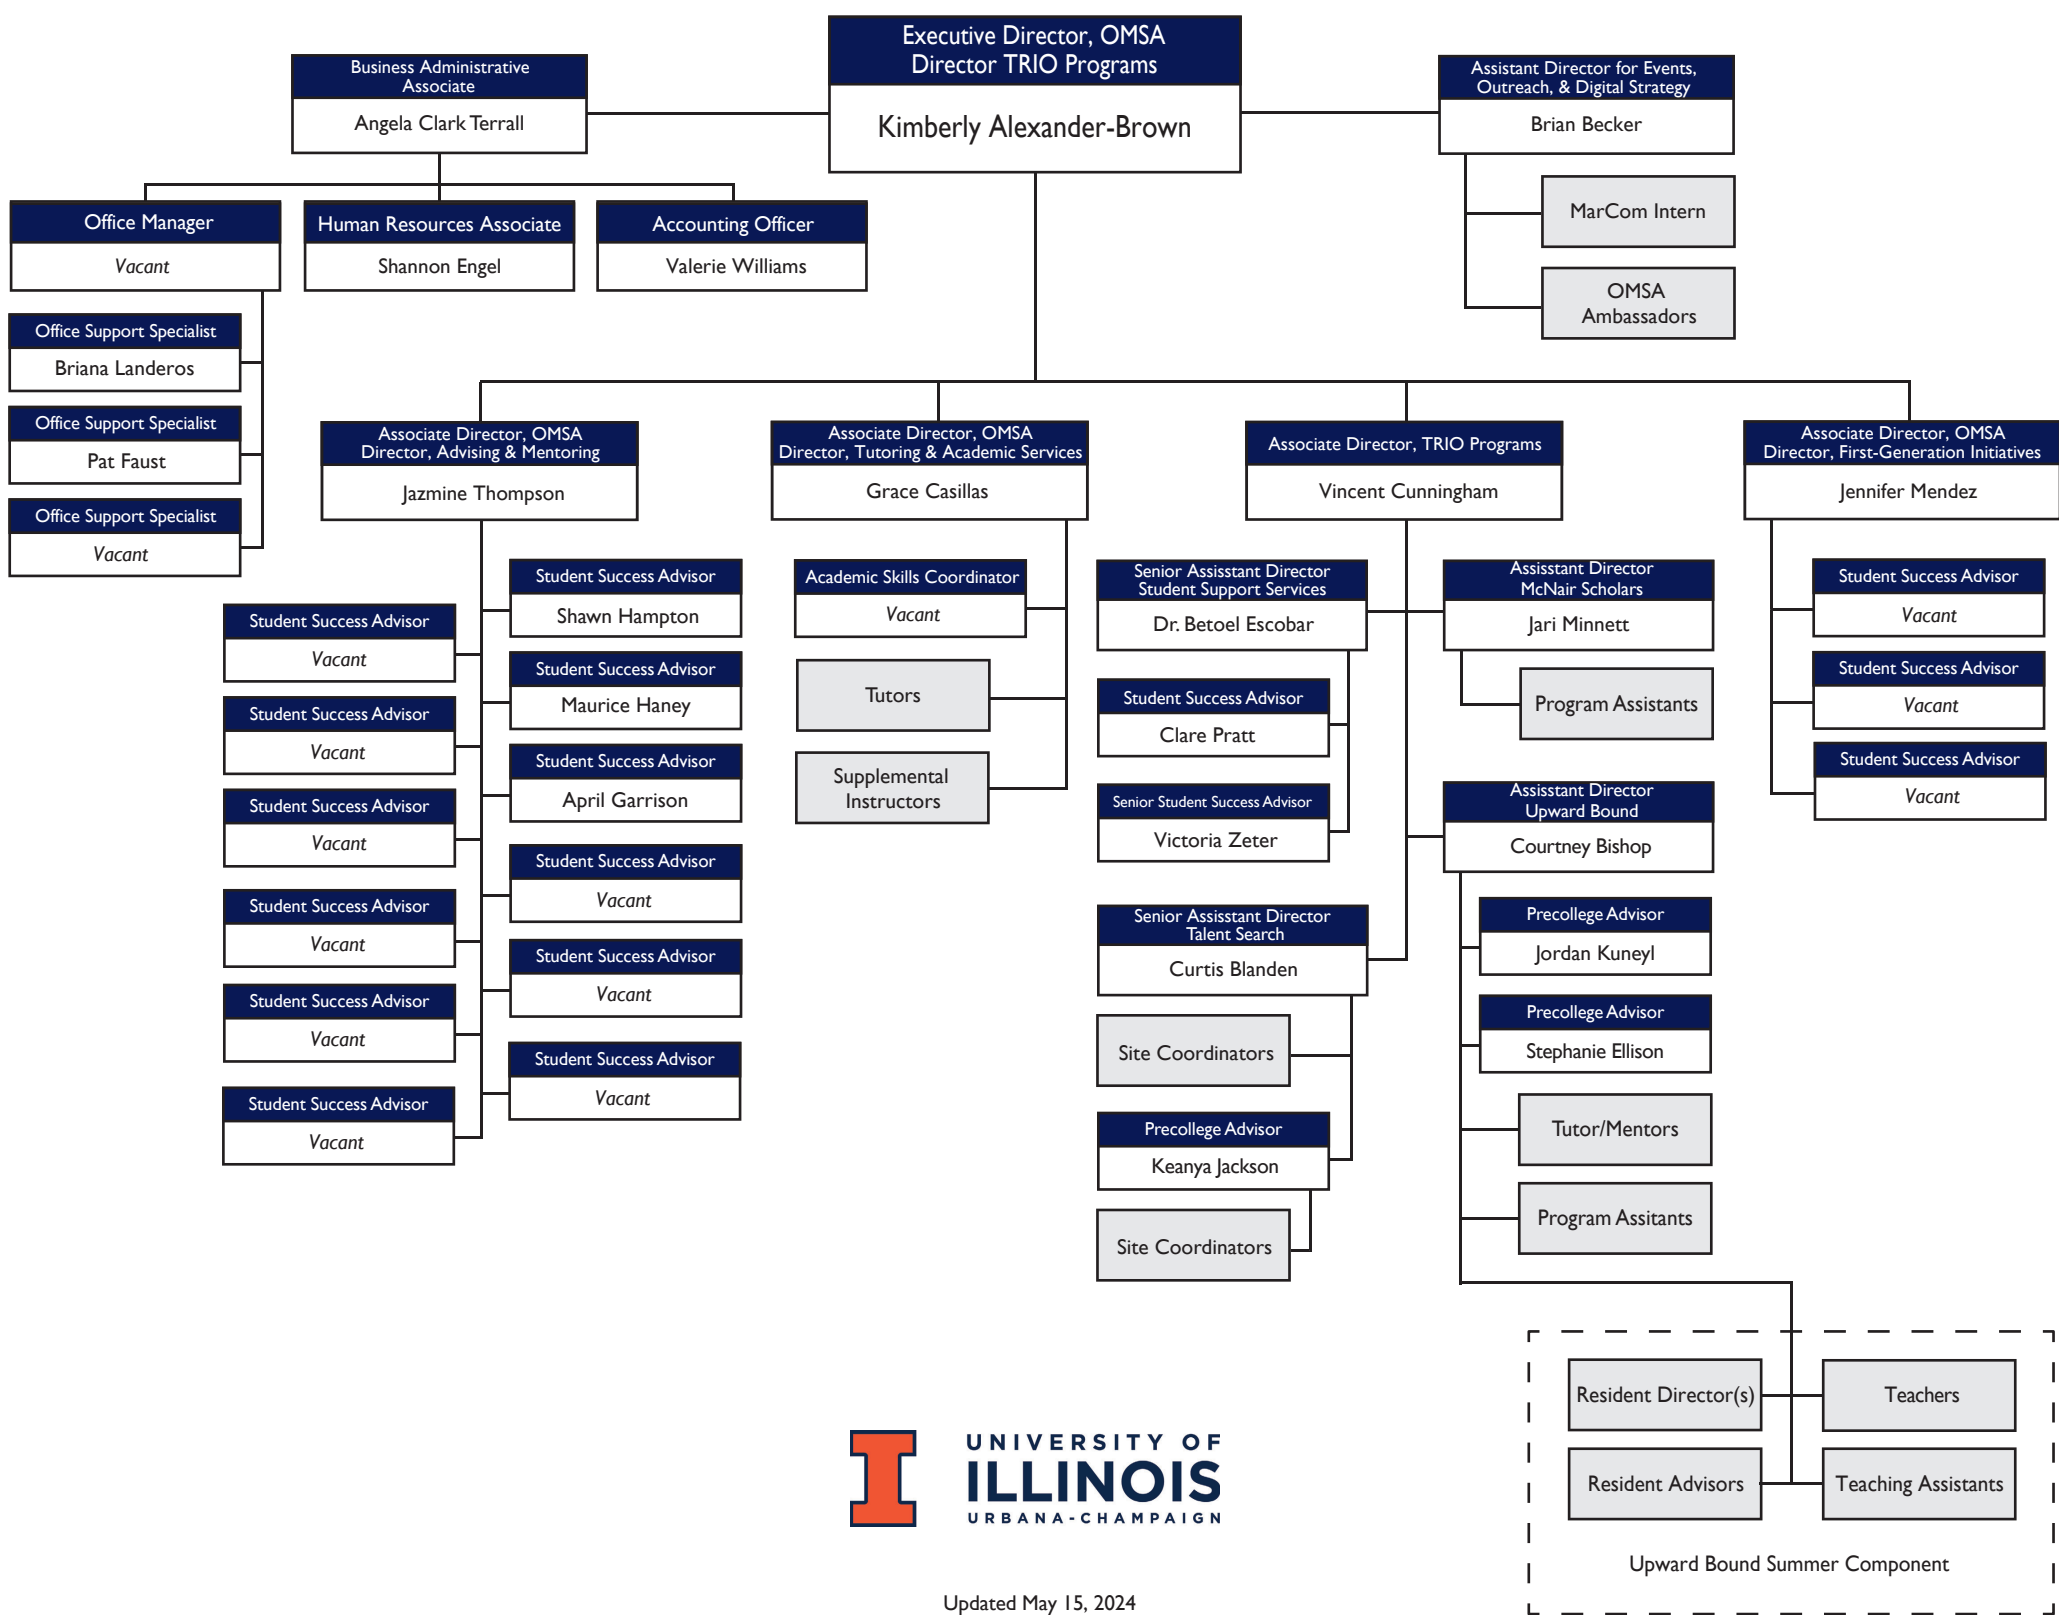 Executive Director, OMSA
Director TRIO Programs
Kimberly Alexander-Brown
Business Administrative
Associate
Angela Clark Terrall
Assistant Director for Events,
Outreach, & Digital Strategy
Brian Becker
MarCom Intern
OMSA
Ambassadors
Office Manager
Vacant
Human Resources Associate
Shannon Engel
Accounting Officer
Valerie Williams
Office Support Specialist
Briana Landeros
Office Support Specialist
Pat Faust
Office Support Specialist
Vacant
Associate Director, OMSA
Director, Advising & Mentoring
Jazmine Thompson
Student Success Advisor
Shawn Hampton
Student Success Advisor
Vacant
Student Success Advisor
Maurice Haney
Student Success Advisor
Vacant
Student Success Advisor
April Garrison
Student Success Advisor
Vacant
Student Success Advisor
Vacant
Student Success Advisor
Vacant
Student Success Advisor
Vacant
Student Success Advisor
Vacant
Student Success Advisor
Vacant
Student Success Advisor
Vacant
Associate Director, OMSA
Director, Tutoring & Academic Services
Grace Casillas
Academic Skills Coordinator
Vacant
Tutors
Supplemental
Instructors
Associate Director, TRIO Programs
Vincent Cunningham
Senior Assisstant Director
Student Support Services
Dr. Betoel Escobar
Student Success Advisor
Clare Pratt
Senior Student Success Advisor
Victoria Zeter
Assisstant Director
McNair Scholars
Jari Minnett
Program Assistants
Assisstant Director
Upward Bound
Courtney Bishop
Senior Assisstant Director
Talent Search
Curtis Blanden
Site Coordinators
Precollege Advisor
Keanya Jackson
Site Coordinators
Precollege Advisor
Jordan Kuneyl
Precollege Advisor
Stephanie Ellison
Tutor/Mentors
Program Assitants
Associate Director, OMSA
Director, First-Generation Initiatives
Jennifer Mendez
Student Success Advisor
Vacant
Student Success Advisor
Vacant
Student Success Advisor
Vacant
Resident Director(s)
Teachers
Resident Advisors
Teaching Assistants
Upward Bound Summer Component
UNIVERSITY OF
ILLINOIS
URBANA-CHAMPAIGN
Updated May 15, 2024